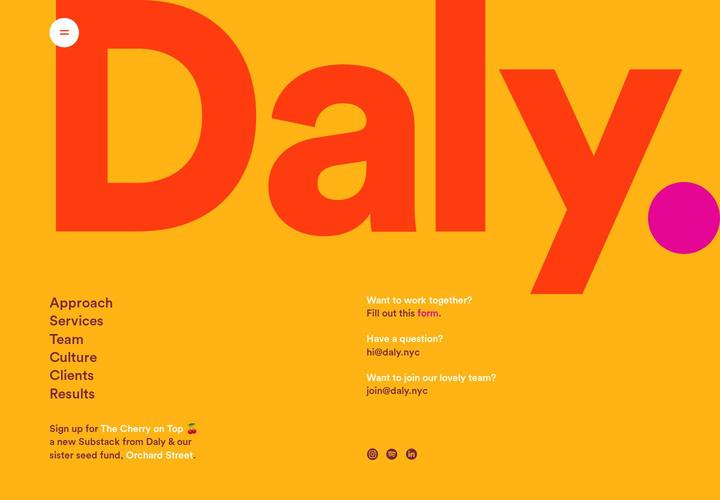 Daly.
Approach
Services
Team
Culture
Clients
Results
Sign up for The Cherry on Top 🍒
a new Substack from Daly & our
sister seed fund, Orchard Street.
Want to work together?
Fill out this form.
Have a question?
hi@daly.nyc
Want to join our lovely team?
join@daly.nyc
in